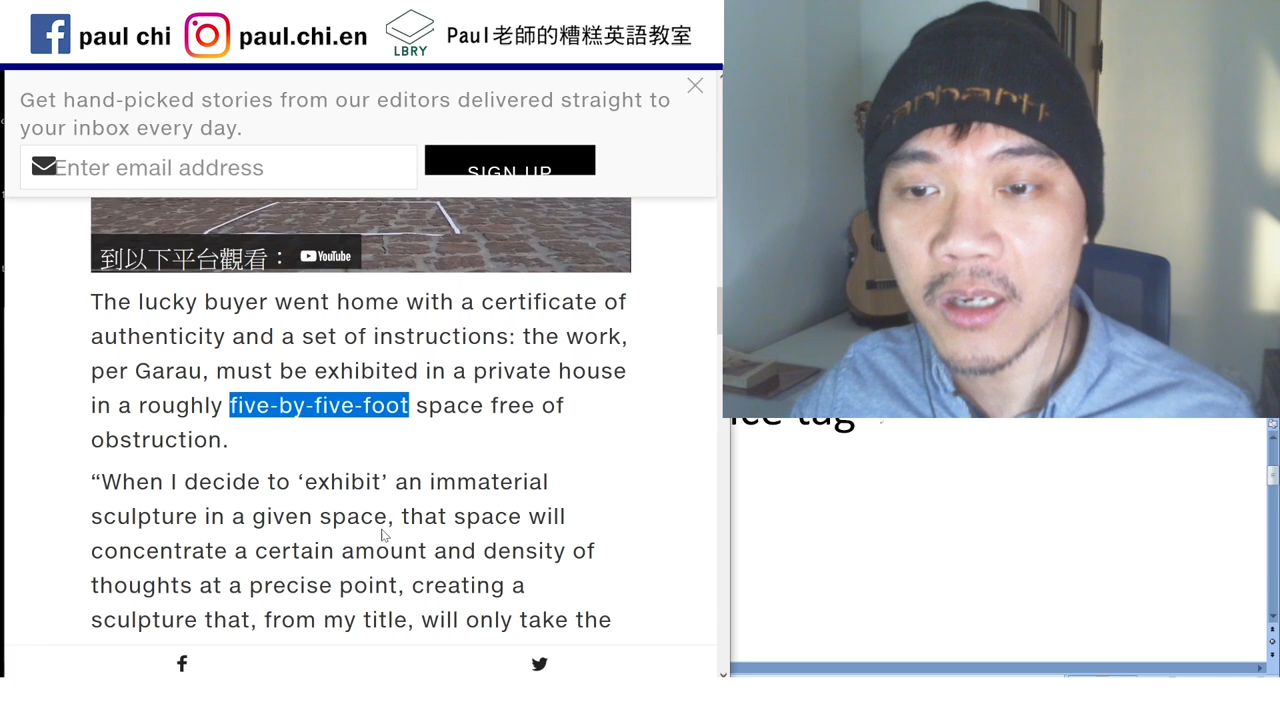 paul chi paul.chi.en LBRY Paul老師的糟糕英語教室
Get hand-picked stories from our editors delivered straight to
your inbox every day.
Enter email address SIGN UP
到以下平台觀看： YouTube
The lucky buyer went home with a certificate of
authenticity and a set of instructions: the work,
per Garau, must be exhibited in a private house
in a roughly five-by-five-foot space free of
obstruction.
“When I decide to ‘exhibit’ an immaterial
sculpture in a given space, that space will
concentrate a certain amount and density of
thoughts at a precise point, creating a
sculpture that, from my title, will only take the
carhartt
tag